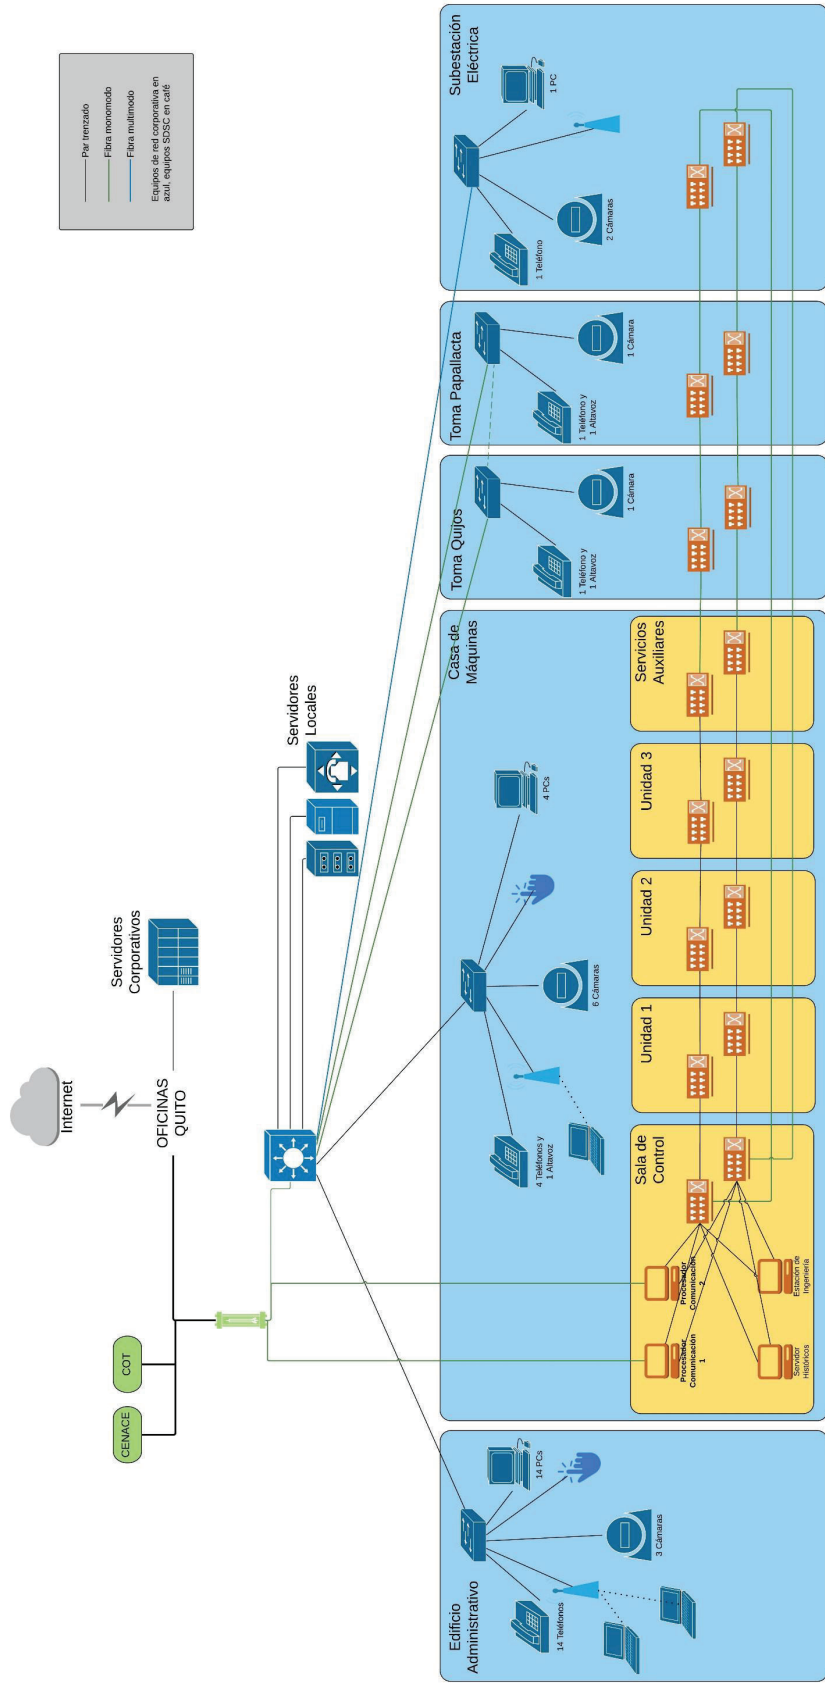 Internet
OFICINAS
QUITO
Servidores
Corporativos
CENACE
COT
Servidores
Locales
Par trenzado
Fibra monomodo
Fibra multimodo
Equipos de red corporativa en
azul, equipos SDSC en café
Edificio
Administrativo
14 Teléfonos
3 Cámaras
14 PCs
Casa de
Máquinas
4 Teléfonos y
1 Altavoz
6 Cámaras
4 PCs
Sala de
Control
Procesador
Comunicación
1
Procesador
Comunicación
2
Servidor
Históricos
Estación de
Ingeniería
Unidad 1
Unidad 2
Unidad 3
Servicios
Auxiliares
Toma Quijos
1 Teléfono y
1 Altavoz
1 Cámara
Toma Papallacta
1 Teléfono y
1 Altavoz
1 Cámara
Subestación
Eléctrica
1 Teléfono
2 Cámaras
1 PC